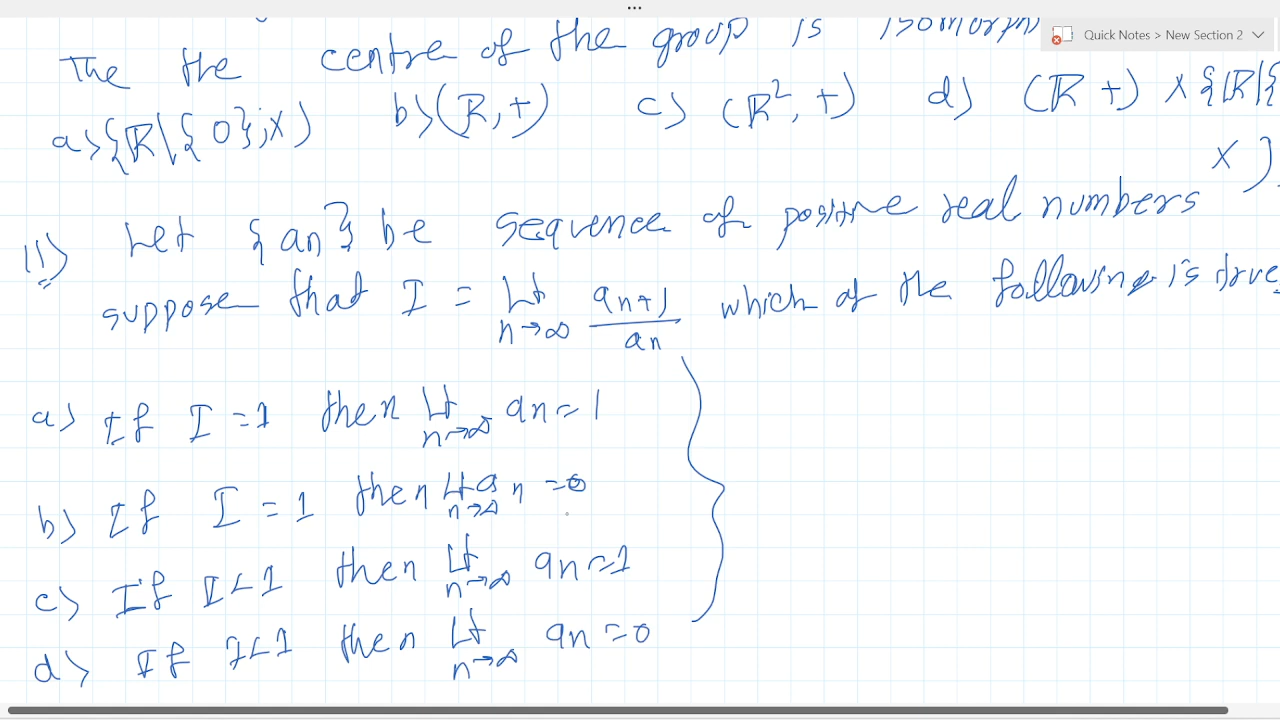 ...
Quick Notes > New Section 2
The the centre of the group is isomorph
a) {ℝ\{0};×) b) (ℝ,+) c) (ℝ²,+) d) (ℝ +) × {ℝ\{
×)
11) Let {an} be sequence of positive real numbers
suppose that I = Lt n→∞ an+1/an which of the following is true
a) If I = 1 then Lt n→∞ an = 1
b) If I = 1 then Lt n→∞ an = 0
c) If I < 1 then Lt n→∞ an = 1
d) If I < 1 then Lt n→∞ an = 0